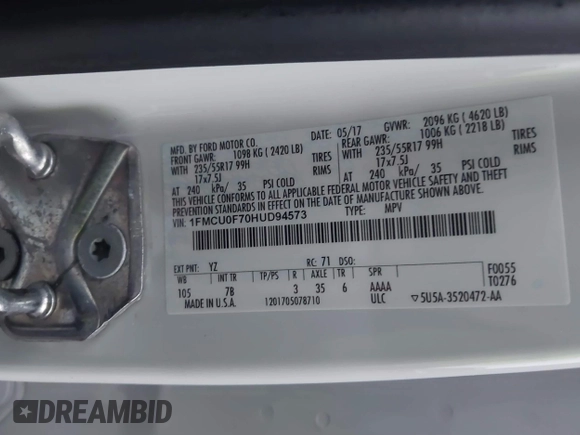 MFD. BY FORD MOTOR CO.
DATE: 05/17
GVWR: 2096 KG ( 4620 LB)
FRONT GAWR: 1098 KG ( 2420 LB)
REAR GAWR: 1006 KG ( 2218 LB)
WITH 235/55R17 99H TIRES
WITH 235/55R17 99H TIRES
17x7.5J RIMS
17x7.5J RIMS
AT 240 kPa/ 35 PSI COLD
AT 240 kPa/ 35 PSI COLD
THIS VEHICLE CONFORMS TO ALL APPLICABLE FEDERAL MOTOR VEHICLE SAFETY AND THEFT
PREVENTION STANDARDS IN EFFECT ON THE DATE OF MANUFACTURE SHOWN ABOVE.
VIN: 1FMCU0F70HUD94573
TYPE: MPV
EXT PNT: YZ RC: 71 DSO:
WB INT TR TP/PS R AXLE TR SPR
105 7B 3 35 6 AAAA
MADE IN U.S.A. 1201705078710 ULC
F0055
T0276
5U5A-3520472-AA
DREAMBID